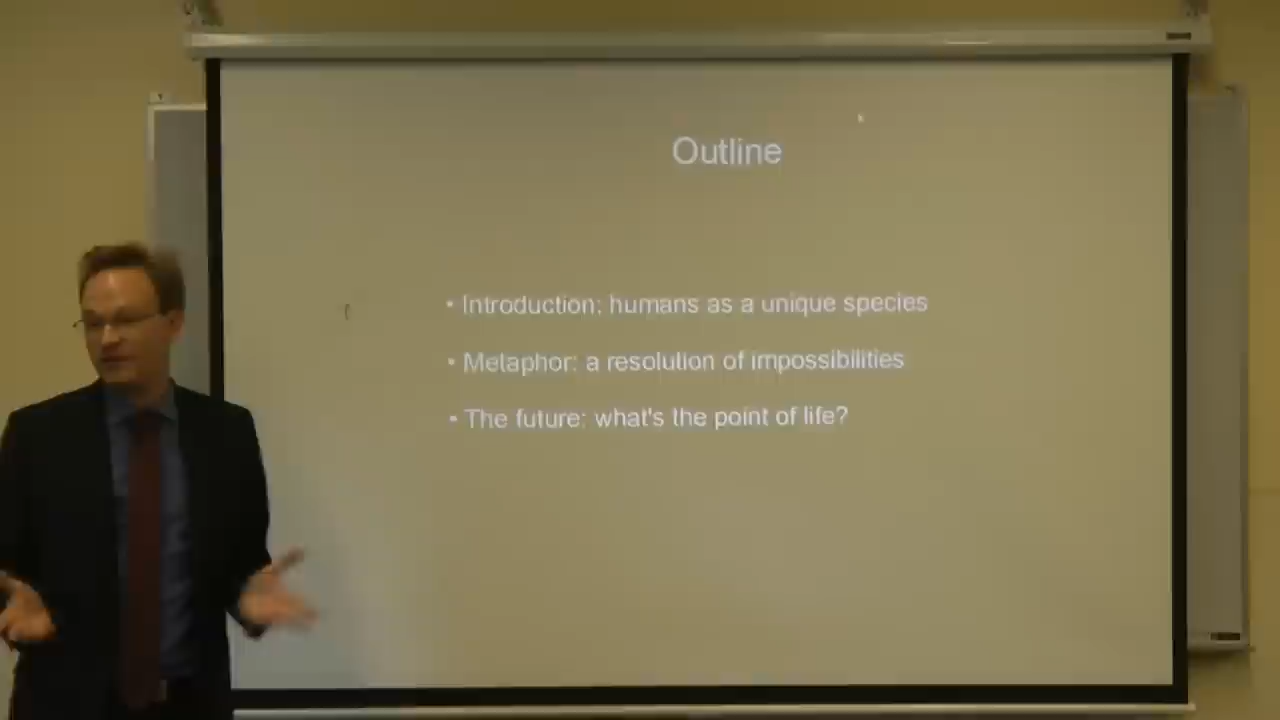 Outline
• Introduction: humans as a unique species
• Metaphor: a resolution of impossibilities
• The future: what's the point of life?